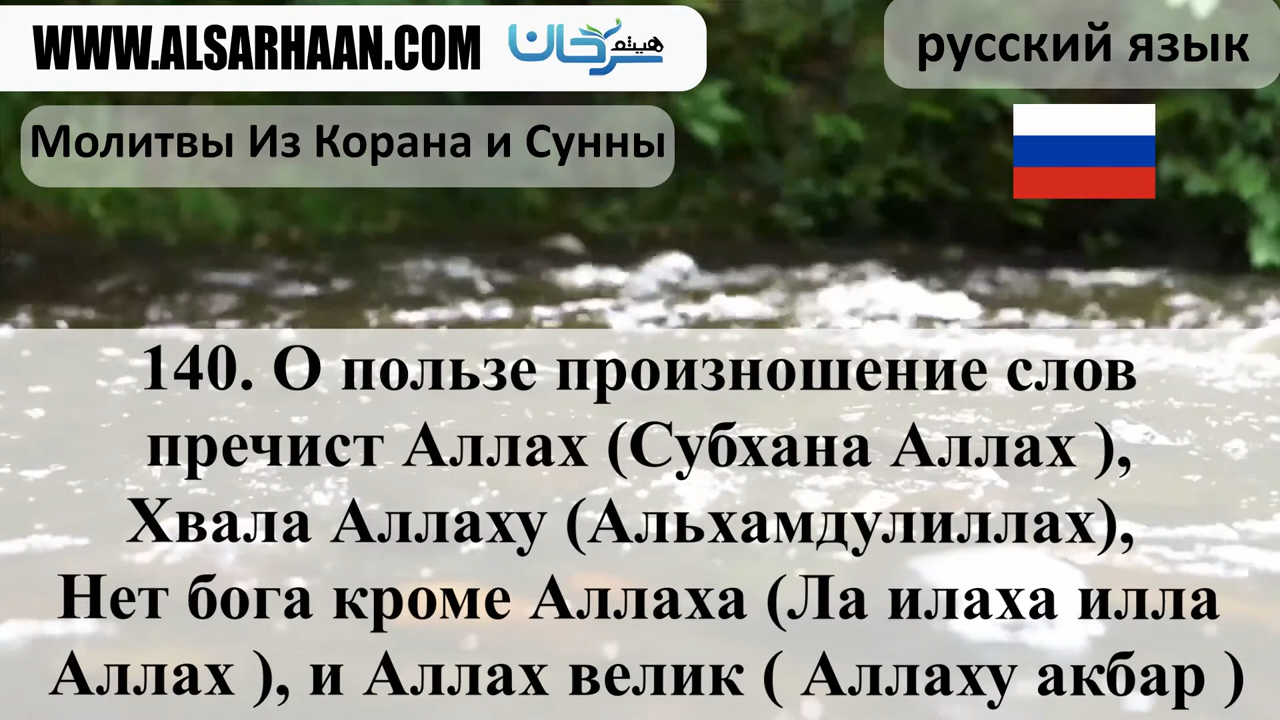 WWW.ALSARHAAN.COM
هيثم سرحان
русский язык
Молитвы Из Корана и Сунны
140. О пользе произношение слов
пречист Аллах (Субхана Аллах ),
Хвала Аллаху (Альхамдулиллах),
Нет бога кроме Аллаха (Ла илаха илла
Аллах ), и Аллах велик ( Аллаху акбар )